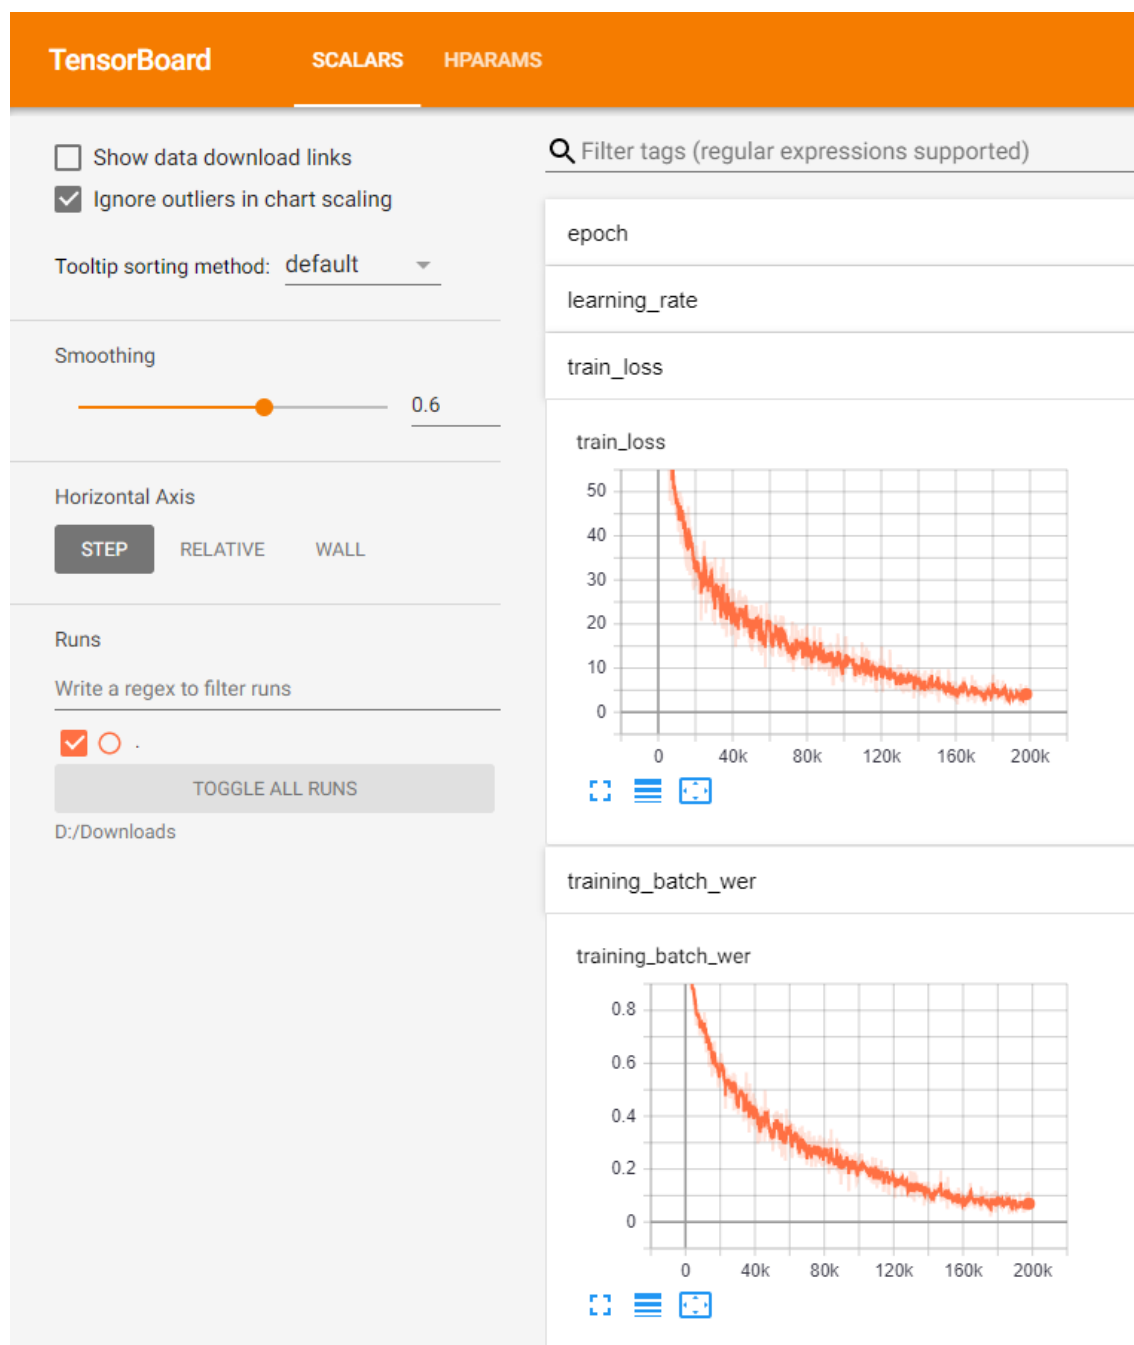 TensorBoard SCALARS HPARAMS
Show data download links
Ignore outliers in chart scaling
Tooltip sorting method: default
Smoothing
0.6
Horizontal Axis
STEP RELATIVE WALL
Runs
Write a regex to filter runs
.
TOGGLE ALL RUNS
D:/Downloads
Filter tags (regular expressions supported)
epoch
learning_rate
train_loss
train_loss
50
40
30
20
10
0
0 40k 80k 120k 160k 200k
training_batch_wer
training_batch_wer
0.8
0.6
0.4
0.2
0
0 40k 80k 120k 160k 200k